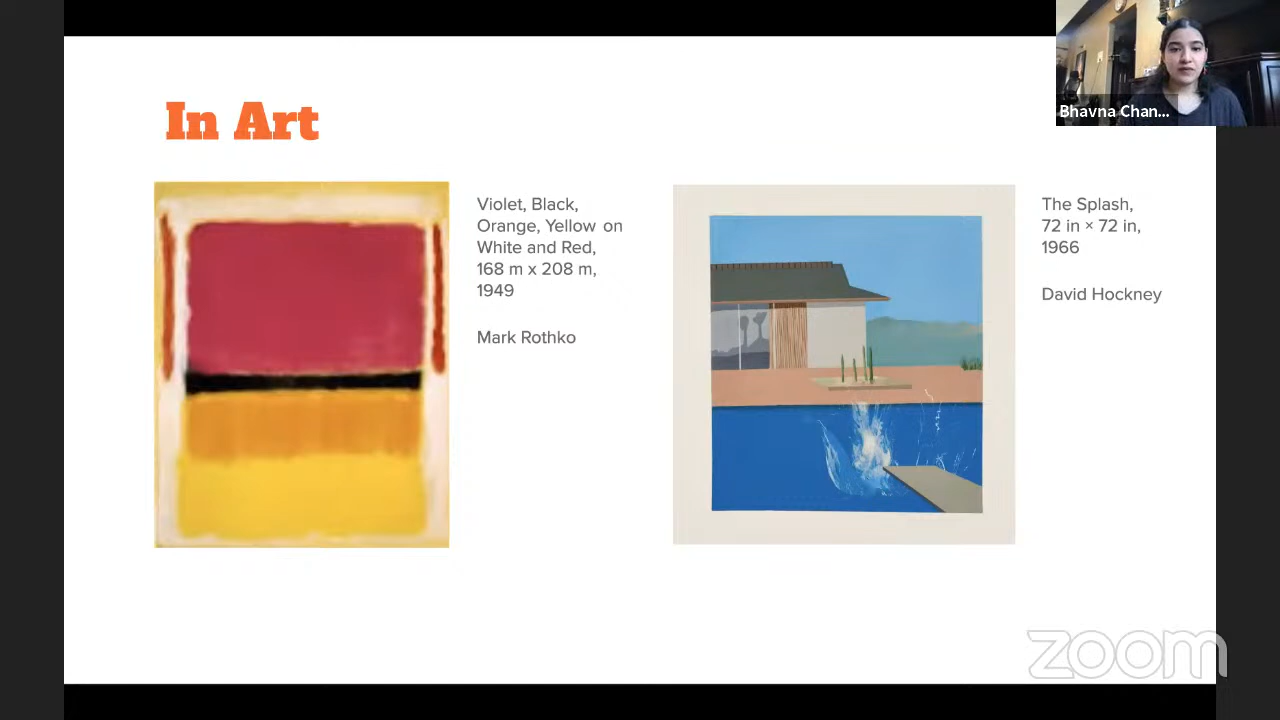 In Art
Violet, Black,
Orange, Yellow on
White and Red,
168 m x 208 m,
1949
Mark Rothko
The Splash,
72 in × 72 in,
1966
David Hockney
Bhavna Chan...
zoom